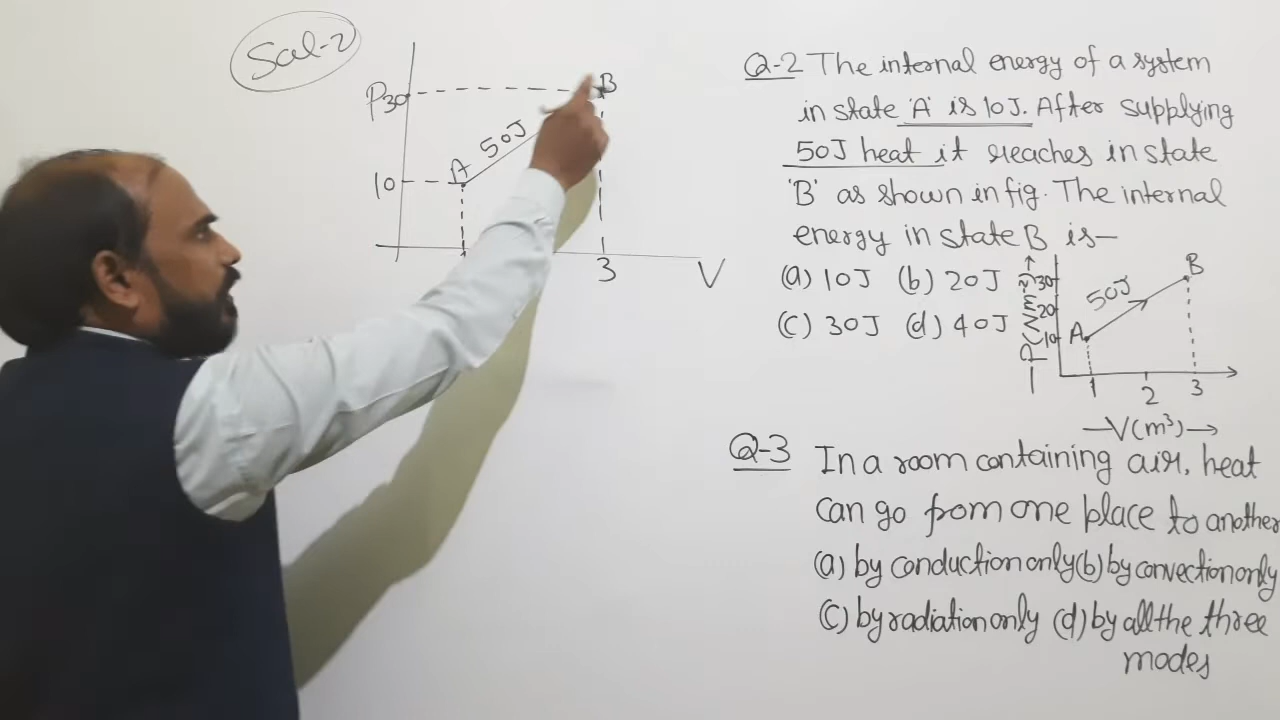 Sol-2
P
30
B
50J
A
10
3
V
Q-2 The internal energy of a system
in state 'A' is 10J. After supplying
50J heat it reaches in state
'B' as shown in fig. The internal
energy in state B is—
(a) 10J (b) 20J
(c) 30J (d) 40J
—P(N/m²)→
30
20
10
A
50J
B
1
2
3
—V(m³)→
Q-3 In a room containing air, heat
can go from one place to another
(a) by conduction only (b) by convection only
(c) by radiation only (d) by all the three
modes